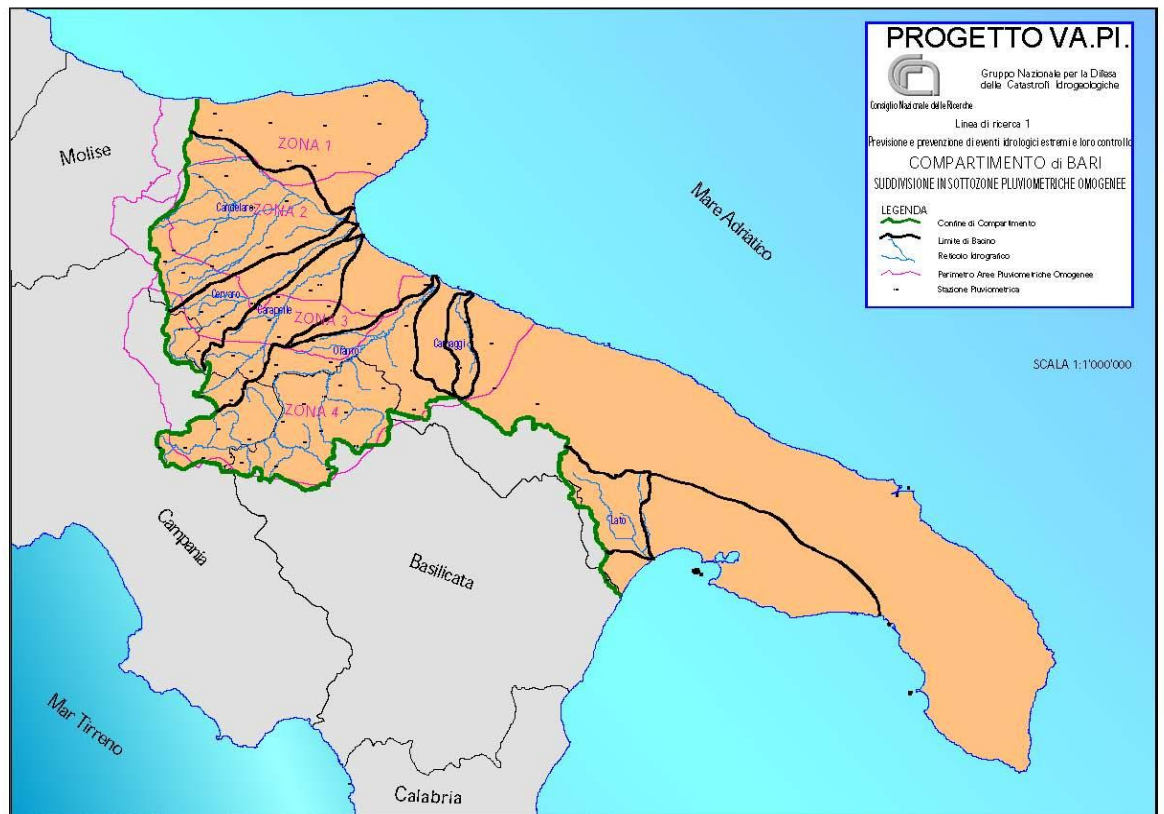 PROGETTO VA.PI.
Gruppo Nazionale per la Difesa
delle Catastrofi Idrogeologiche
Consiglio Nazionale delle Ricerche
Linea di ricerca 1
Previsione e prevenzione di eventi idrologici estremi e loro controllo
COMPARTIMENTO di BARI
SUDDIVISIONE IN SOTTOZONE PLUVIOMETRICHE OMOGENEE
LEGENDA
Confine di Compartimento
Limite di Bacino
Reticolo Idrografico
Perimetro Aree Pluviometriche Omogenee
Stazione Pluviometrica
SCALA 1:1'000'000
Molise
ZONA 1
Candelaro
ZONA 2
Mare Adriatico
Cervaro
Carapelle
ZONA 3
Ofanto
Camaggi
ZONA 4
Lato
Campania
Basilicata
Mar Tirreno
Calabria